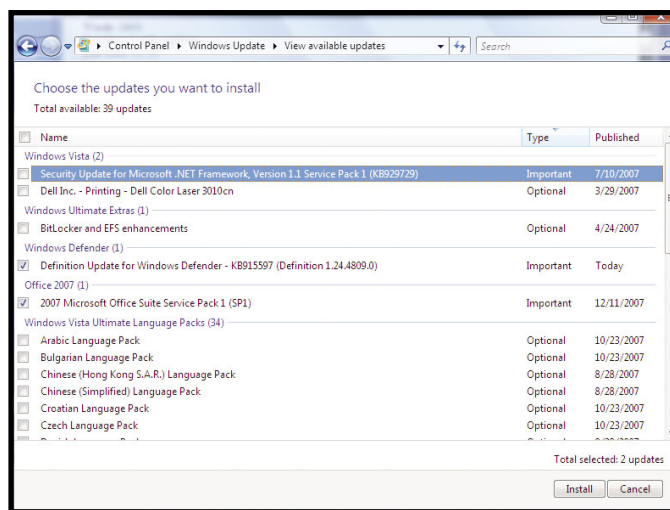 Control Panel ▸ Windows Update ▸ View available updates Search
Choose the updates you want to install
Total available: 39 updates
Name Type Published
Windows Vista (2)
Security Update for Microsoft .NET Framework, Version 1.1 Service Pack 1 (KB929729) Important 7/10/2007
Dell Inc. - Printing - Dell Color Laser 3010cn Optional 3/29/2007
Windows Ultimate Extras (1)
BitLocker and EFS enhancements Optional 4/24/2007
Windows Defender (1)
Definition Update for Windows Defender - KB915597 (Definition 1.24.4809.0) Important Today
Office 2007 (1)
2007 Microsoft Office Suite Service Pack 1 (SP1) Important 12/11/2007
Windows Vista Ultimate Language Packs (34)
Arabic Language Pack Optional 10/23/2007
Bulgarian Language Pack Optional 10/23/2007
Chinese (Hong Kong S.A.R.) Language Pack Optional 8/28/2007
Chinese (Simplified) Language Pack Optional 8/28/2007
Croatian Language Pack Optional 10/23/2007
Czech Language Pack Optional 10/23/2007
Total selected: 2 updates
Install Cancel